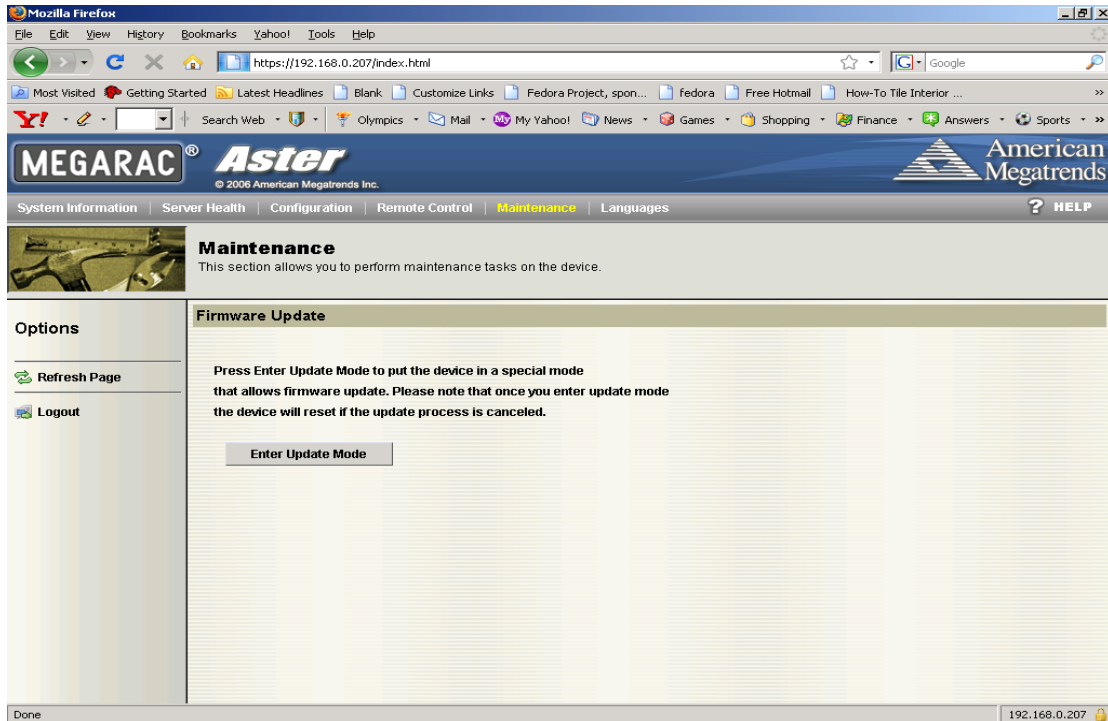 Mozilla Firefox
File Edit View History Bookmarks Yahoo! Tools Help
https://192.168.0.207/index.html
G Google
Most Visited Getting Started Latest Headlines Blank Customize Links Fedora Project, spon... fedora Free Hotmail How-To Tile Interior ... »
Y! Search Web Olympics Mail My Yahoo! News Games Shopping Finance Answers Sports »
MEGARAC® Aster
© 2006 American Megatrends Inc.
American
Megatrends
System Information | Server Health | Configuration | Remote Control | Maintenance | Languages
? HELP
Maintenance
This section allows you to perform maintenance tasks on the device.
Options
Refresh Page
Logout
Firmware Update
Press Enter Update Mode to put the device in a special mode
that allows firmware update. Please note that once you enter update mode
the device will reset if the update process is canceled.
Enter Update Mode
Done
192.168.0.207